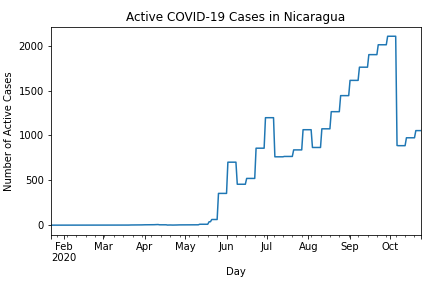 Active COVID-19 Cases in Nicaragua
Number of Active Cases
2000
1500
1000
500
0
Feb Mar Apr May Jun Jul Aug Sep Oct
2020
Day